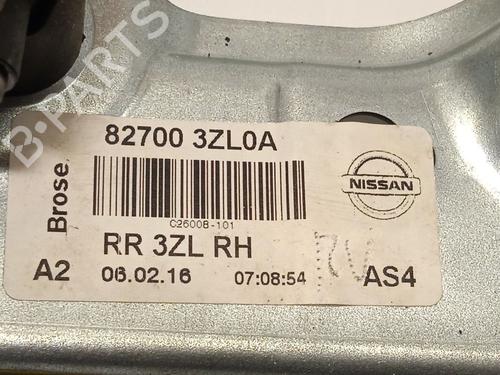 B-PARTS
82700 3ZL0A
Brose
NISSAN
C26008-101
RR 3ZL RH
A2
06.02.16
07:08:54
AS4